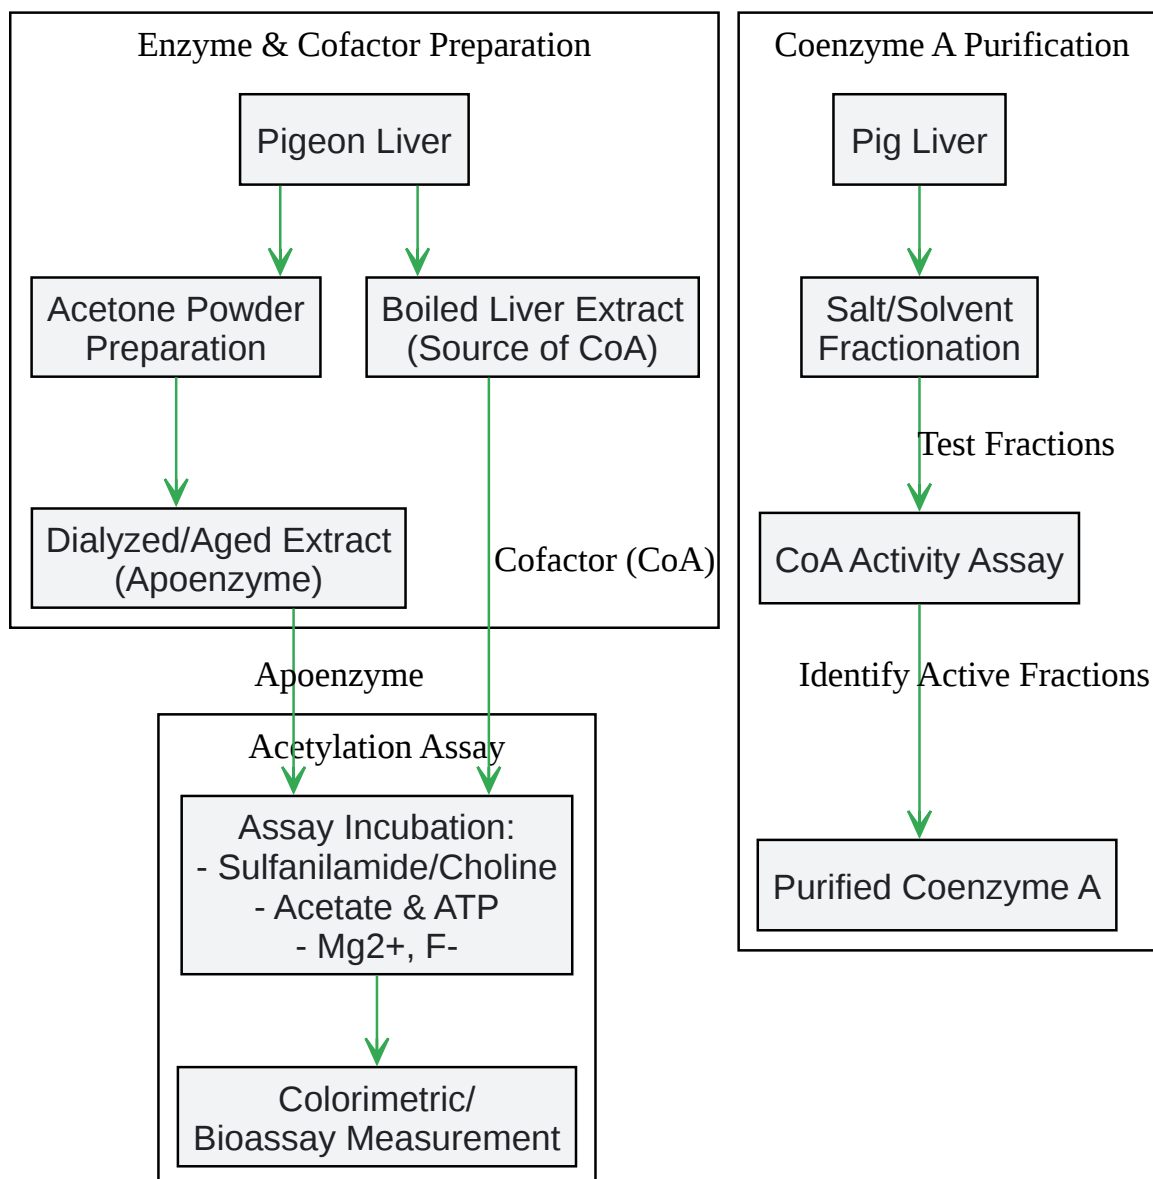 Enzyme & Cofactor Preparation
Pigeon Liver
Acetone Powder
Preparation
Boiled Liver Extract
(Source of CoA)
Dialyzed/Aged Extract
(Apoenzyme)
Cofactor (CoA)
Apoenzyme
Acetylation Assay
Assay Incubation:
- Sulfanilamide/Choline
- Acetate & ATP
- Mg2+, F-
Colorimetric/
Bioassay Measurement
Coenzyme A Purification
Pig Liver
Salt/Solvent
Fractionation
Test Fractions
CoA Activity Assay
Identify Active Fractions
Purified Coenzyme A